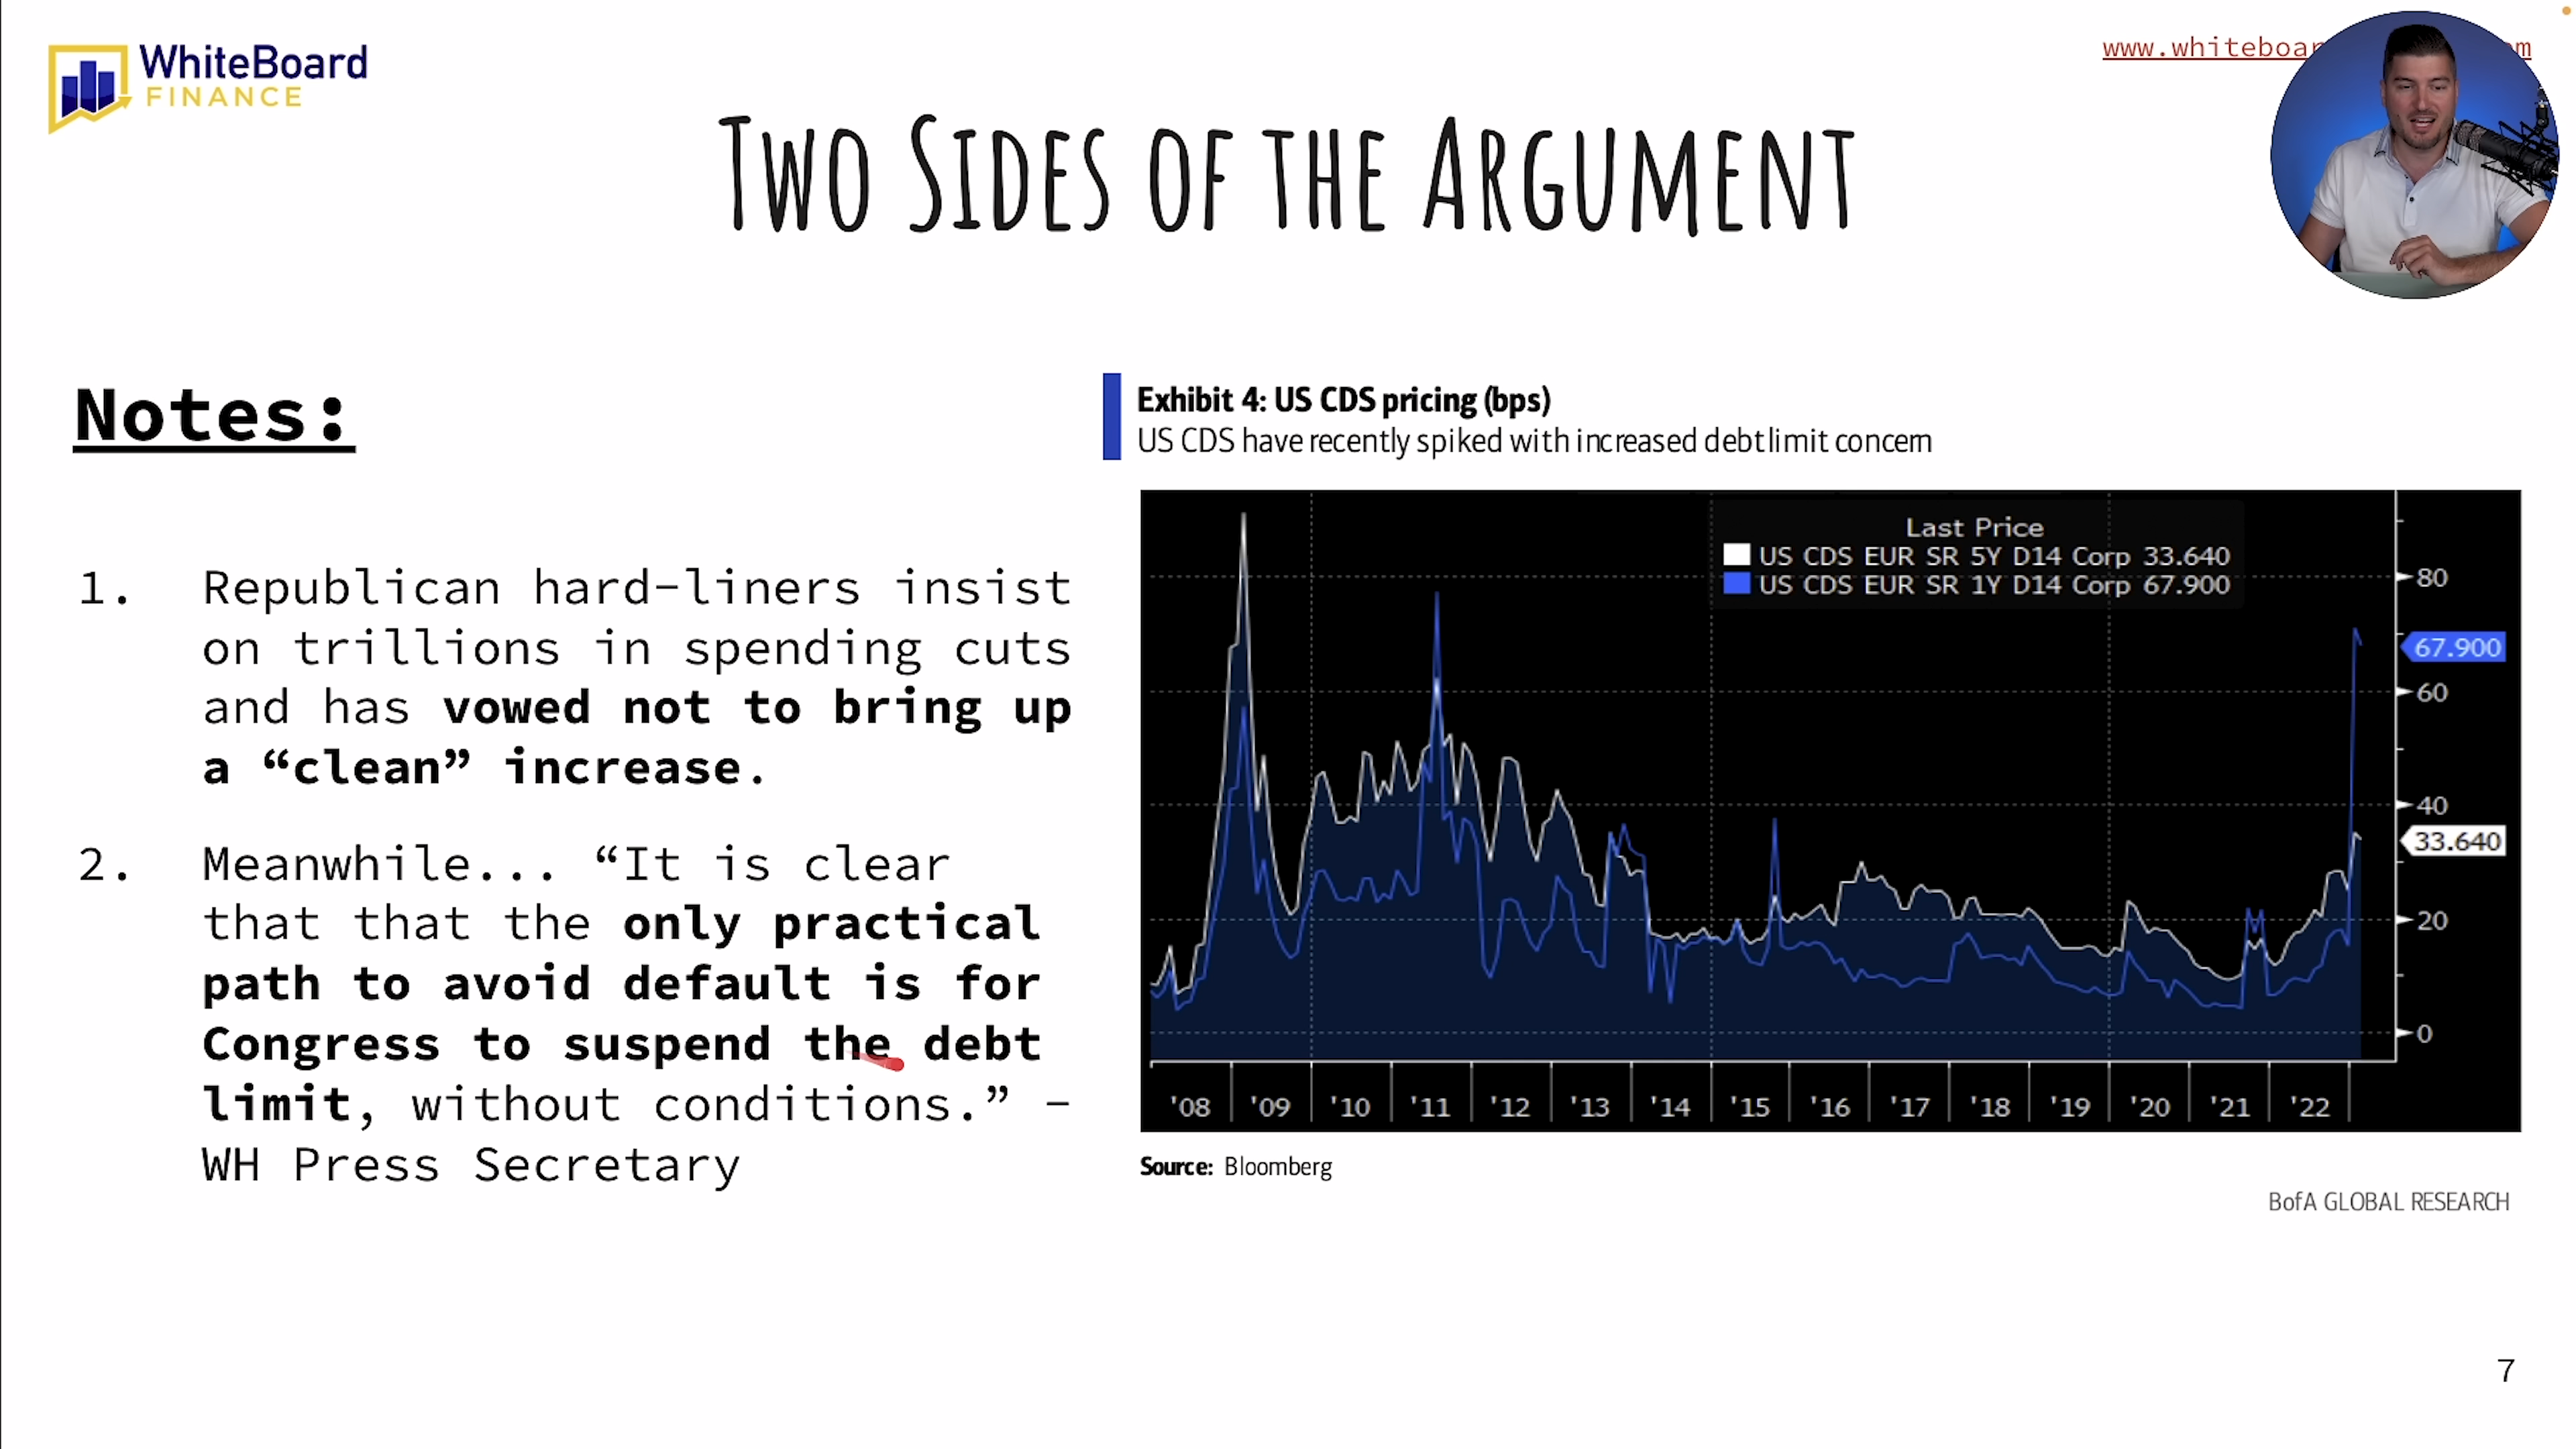 WhiteBoard
FINANCE
www.whiteboar
m
Two Sides of the Argument
Notes:
1. Republican hard-liners insist
on trillions in spending cuts
and has vowed not to bring up
a “clean” increase.
2. Meanwhile... “It is clear
that that the only practical
path to avoid default is for
Congress to suspend the debt
limit, without conditions.” –
WH Press Secretary
Exhibit 4: US CDS pricing (bps)
US CDS have recently spiked with increased debt limit concern
Last Price
US CDS EUR SR 5Y D14 Corp 33.640
US CDS EUR SR 1Y D14 Corp 67.900
80
67.900
60
40
33.640
20
0
'08 '09 '10 '11 '12 '13 '14 '15 '16 '17 '18 '19 '20 '21 '22
Source: Bloomberg
BofA GLOBAL RESEARCH
7